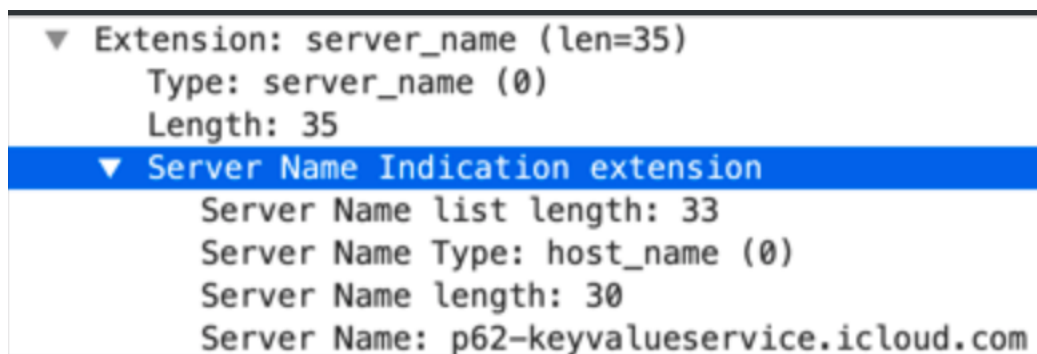 Extension: server_name (len=35)
Type: server_name (0)
Length: 35
Server Name Indication extension
Server Name list length: 33
Server Name Type: host_name (0)
Server Name length: 30
Server Name: p62-keyvalueservice.icloud.com